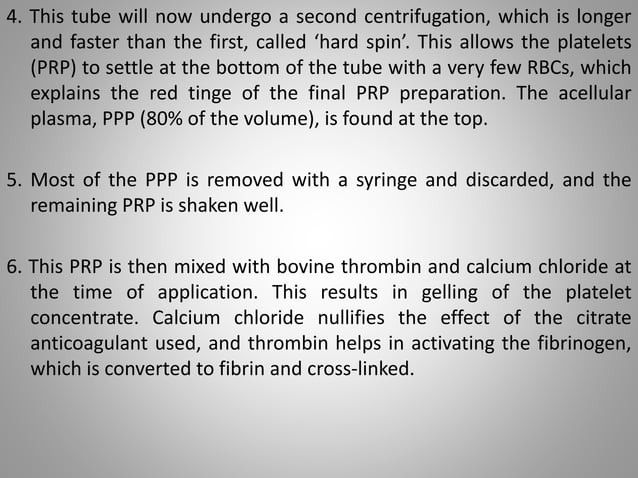 4. This tube will now undergo a second centrifugation, which is longer
and faster than the first, called ‘hard spin’. This allows the platelets
(PRP) to settle at the bottom of the tube with a very few RBCs, which
explains the red tinge of the final PRP preparation. The acellular
plasma, PPP (80% of the volume), is found at the top.
5. Most of the PPP is removed with a syringe and discarded, and the
remaining PRP is shaken well.
6. This PRP is then mixed with bovine thrombin and calcium chloride at
the time of application. This results in gelling of the platelet
concentrate. Calcium chloride nullifies the effect of the citrate
anticoagulant used, and thrombin helps in activating the fibrinogen,
which is converted to fibrin and cross-linked.